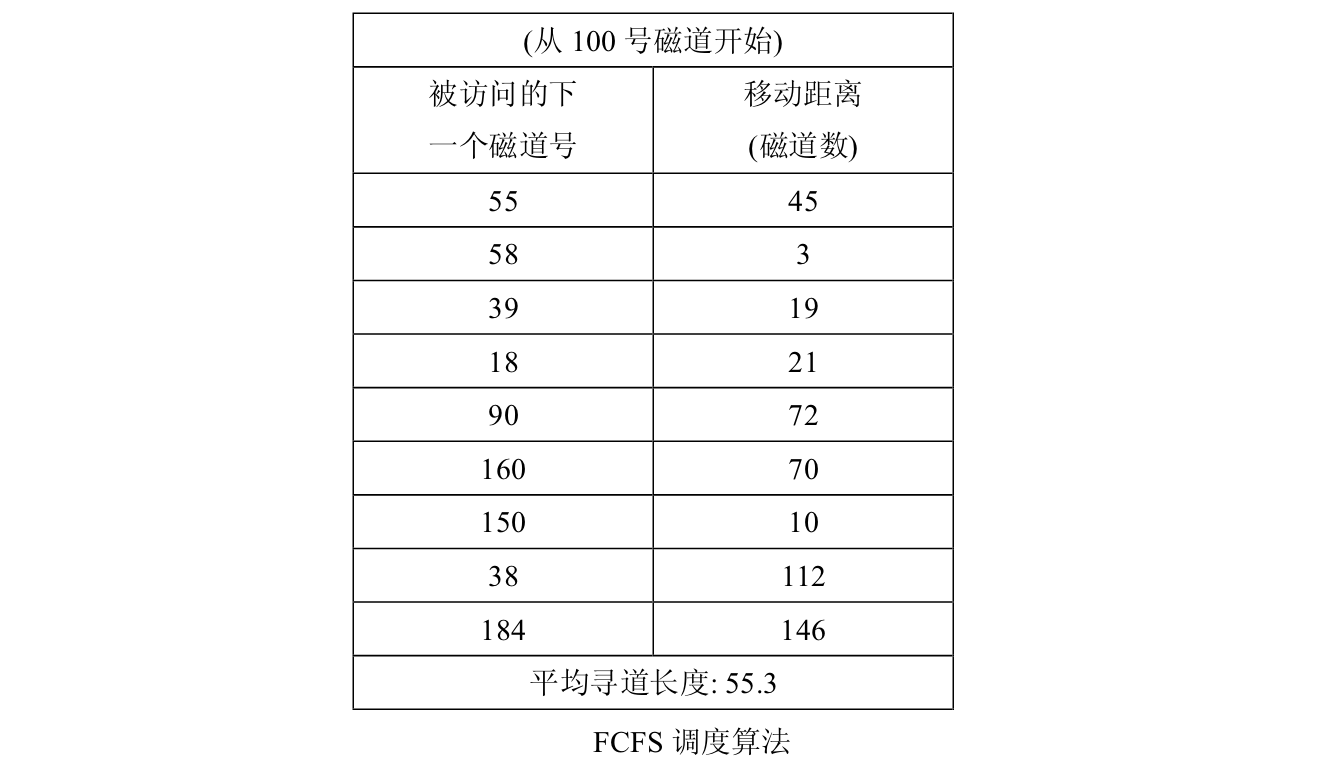 (从 100 号磁道开始)
被访问的下 移动距离
一个磁道号 (磁道数)
55 45
58 3
39 19
18 21
90 72
160 70
150 10
38 112
184 146
平均寻道长度: 55.3
FCFS 调度算法